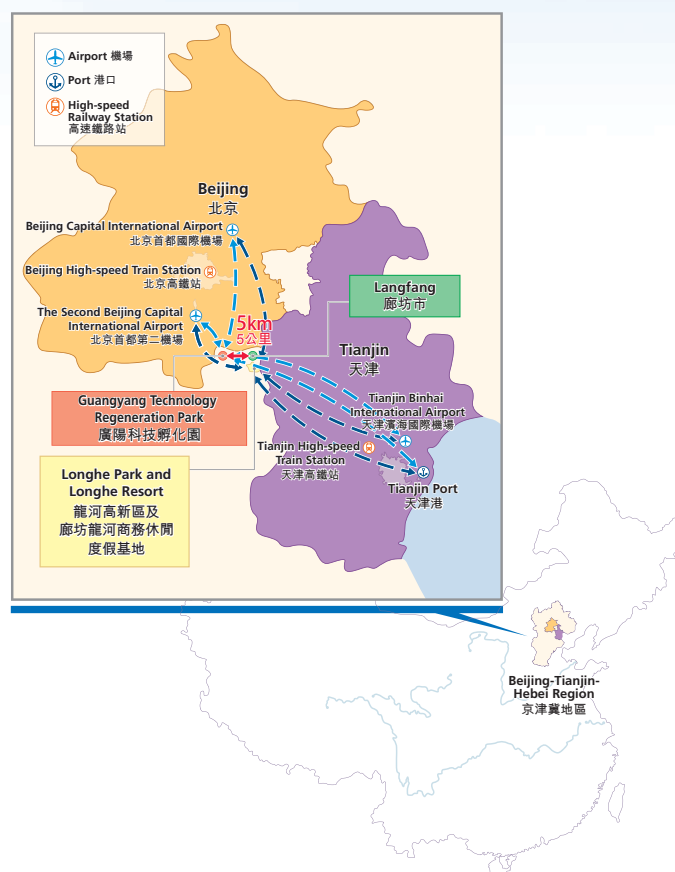 Airport 機場
Port 港口
High-speed
Railway Station
高速鐵路站
Beijing
北京
Beijing Capital International Airport
北京首都國際機場
Beijing High-speed Train Station
北京高鐵站
The Second Beijing Capital
International Airport
北京首都第二機場
5km
5公里
Langfang
廊坊市
Tianjin
天津
Guangyang Technology
Regeneration Park
廣陽科技孵化園
Tianjin Binhai
International Airport
天津濱海國際機場
Tianjin High-speed
Train Station
天津高鐵站
Tianjin Port
天津港
Longhe Park and
Longhe Resort
龍河高新區及
廊坊龍河商務休閒
度假基地
Beijing-Tianjin-
Hebei Region
京津冀地區